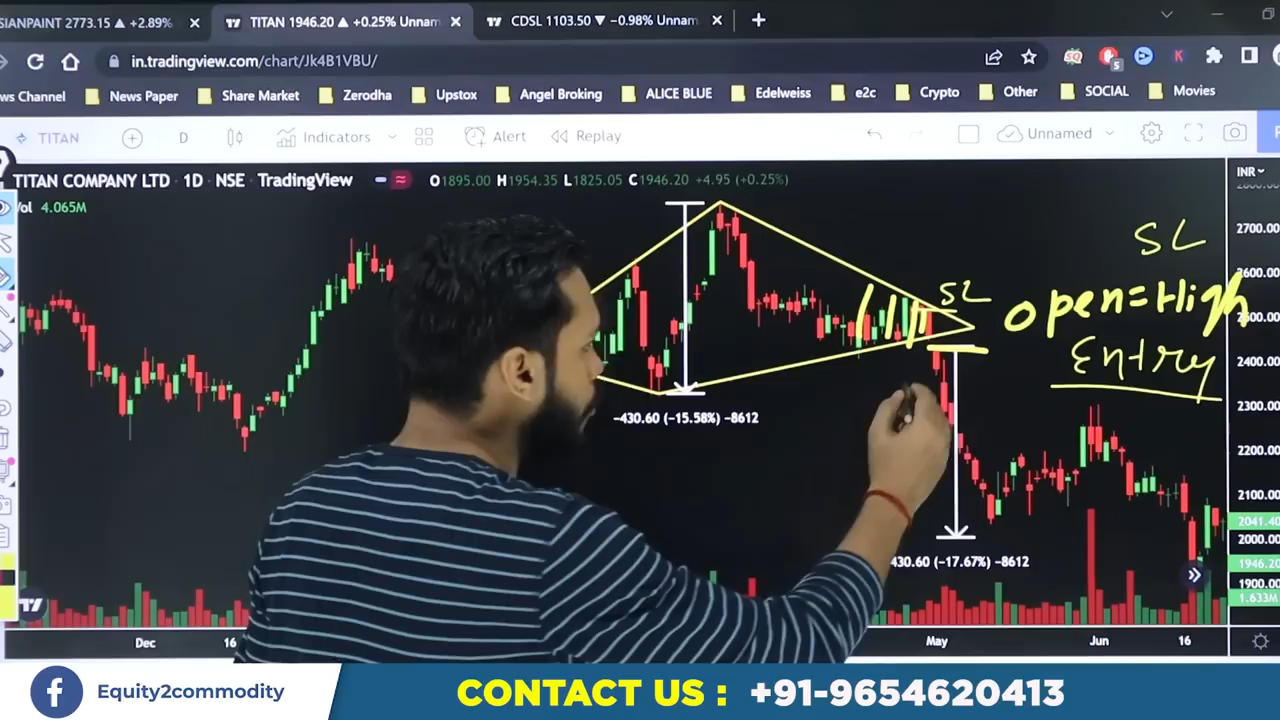 SIANPAINT 2773.15 ▲ +2.89% × TITAN 1946.20 ▲ +0.25% Unnam × CDSL 1103.50 ▼ −0.98% Unnam × +
in.tradingview.com/chart/Jk4B1VBU/
ws Channel News Paper Share Market Zerodha Upstox Angel Broking ALICE BLUE Edelweiss e2c Crypto Other SOCIAL Movies
TITAN D Indicators Alert Replay Unnamed
TITAN COMPANY LTD · 1D · NSE · TradingView O1895.00 H1954.35 L1825.05 C1946.20 +4.95 (+0.25%) INR
Vol 4.065M
2800.00
2700.00
2600.00
2500.00
2400.00
2300.00
2200.00
2100.00
2041.40
2000.00
1946.20
1900.00
1.633M
SL
SL
Open=High
Entry
−430.60 (−15.58%) −8612
430.60 (−17.67%) −8612
Dec 16 May Jun 16
Equity2commodity
CONTACT US : +91-9654620413